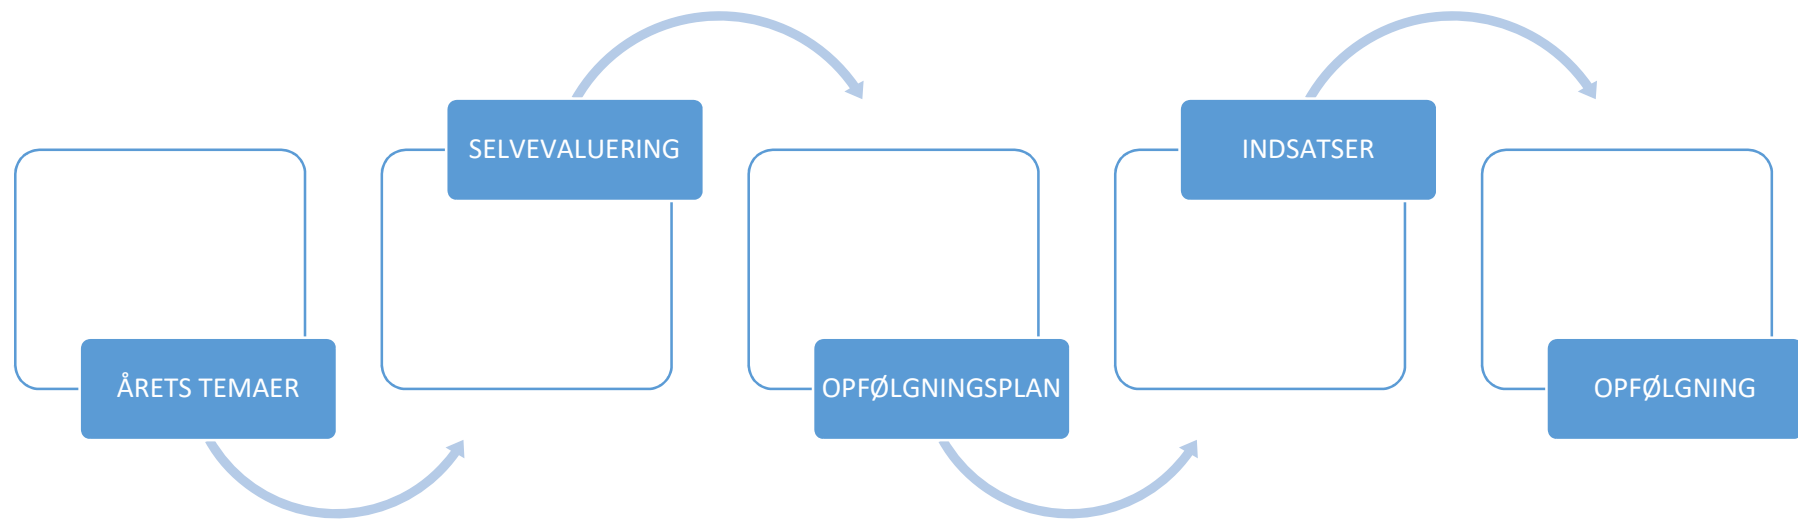 ÅRETS TEMAER
SELVEVALUERING
OPFØLGNINGSPLAN
INDSATSER
OPFØLGNING